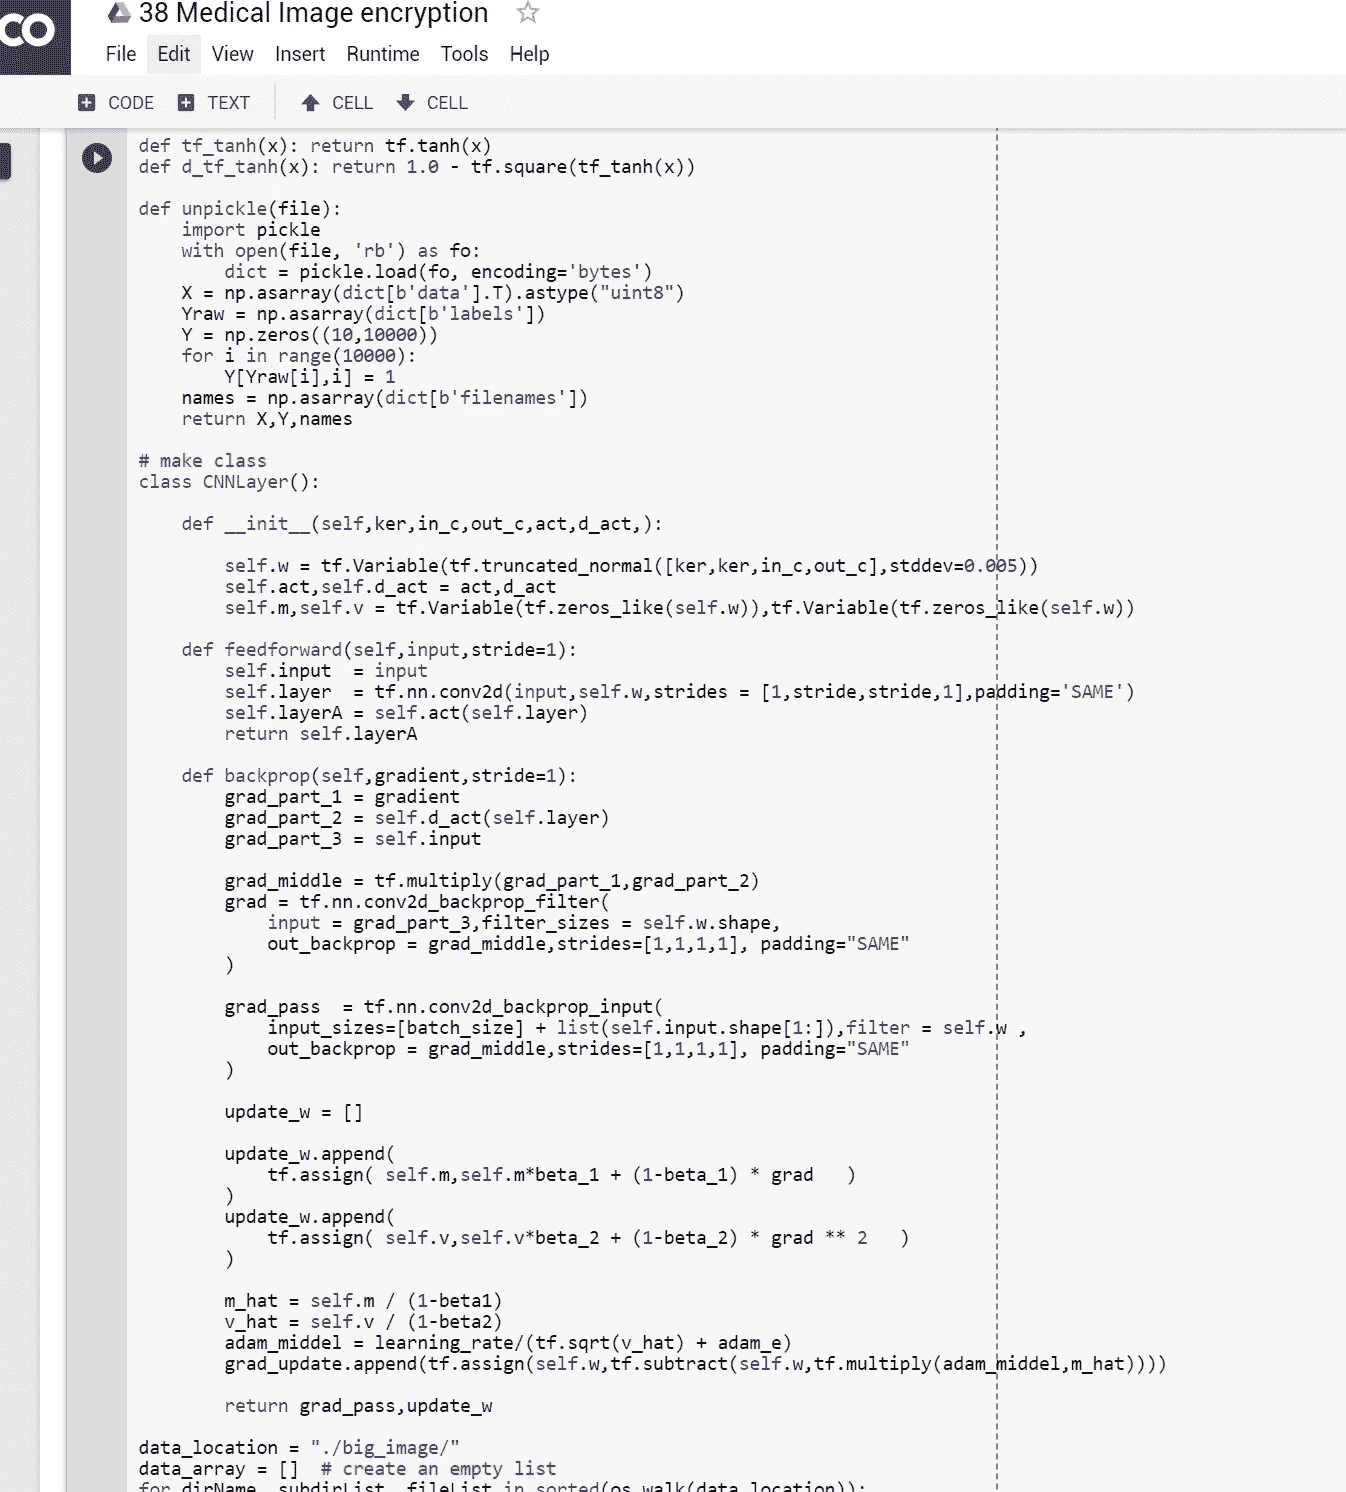 CO
38 Medical Image encryption
File Edit View Insert Runtime Tools Help
CODE TEXT CELL CELL
def tf_tanh(x): return tf.tanh(x)
def d_tf_tanh(x): return 1.0 - tf.square(tf_tanh(x))
def unpickle(file):
    import pickle
    with open(file, 'rb') as fo:
        dict = pickle.load(fo, encoding='bytes')
    X = np.asarray(dict[b'data'].T).astype("uint8")
    Yraw = np.asarray(dict[b'labels'])
    Y = np.zeros((10,10000))
    for i in range(10000):
        Y[Yraw[i],i] = 1
    names = np.asarray(dict[b'filenames'])
    return X,Y,names
# make class
class CNNLayer():
    def __init__(self,ker,in_c,out_c,act,d_act,):
        self.w = tf.Variable(tf.truncated_normal([ker,ker,in_c,out_c],stddev=0.005))
        self.act,self.d_act = act,d_act
        self.m,self.v = tf.Variable(tf.zeros_like(self.w)),tf.Variable(tf.zeros_like(self.w))
    def feedforward(self,input,stride=1):
        self.input  = input
        self.layer  = tf.nn.conv2d(input,self.w,strides = [1,stride,stride,1],padding='SAME')
        self.layerA = self.act(self.layer)
        return self.layerA
    def backprop(self,gradient,stride=1):
        grad_part_1 = gradient
        grad_part_2 = self.d_act(self.layer)
        grad_part_3 = self.input
        grad_middle = tf.multiply(grad_part_1,grad_part_2)
        grad = tf.nn.conv2d_backprop_filter(
            input = grad_part_3,filter_sizes = self.w.shape,
            out_backprop = grad_middle,strides=[1,1,1,1], padding="SAME"
        )
        grad_pass  = tf.nn.conv2d_backprop_input(
            input_sizes=[batch_size] + list(self.input.shape[1:]),filter = self.w ,
            out_backprop = grad_middle,strides=[1,1,1,1], padding="SAME"
        )
        update_w = []
        update_w.append(
            tf.assign( self.m,self.m*beta_1 + (1-beta_1) * grad   )
        )
        update_w.append(
            tf.assign( self.v,self.v*beta_2 + (1-beta_2) * grad ** 2   )
        )
        m_hat = self.m / (1-beta1)
        v_hat = self.v / (1-beta2)
        adam_middel = learning_rate/(tf.sqrt(v_hat) + adam_e)
        grad_update.append(tf.assign(self.w,tf.subtract(self.w,tf.multiply(adam_middel,m_hat))))
        return grad_pass,update_w
data_location = "./big_image/"
data_array = []  # create an empty list
for dirName, subdirList, fileList in sorted(os.walk(data_location)):